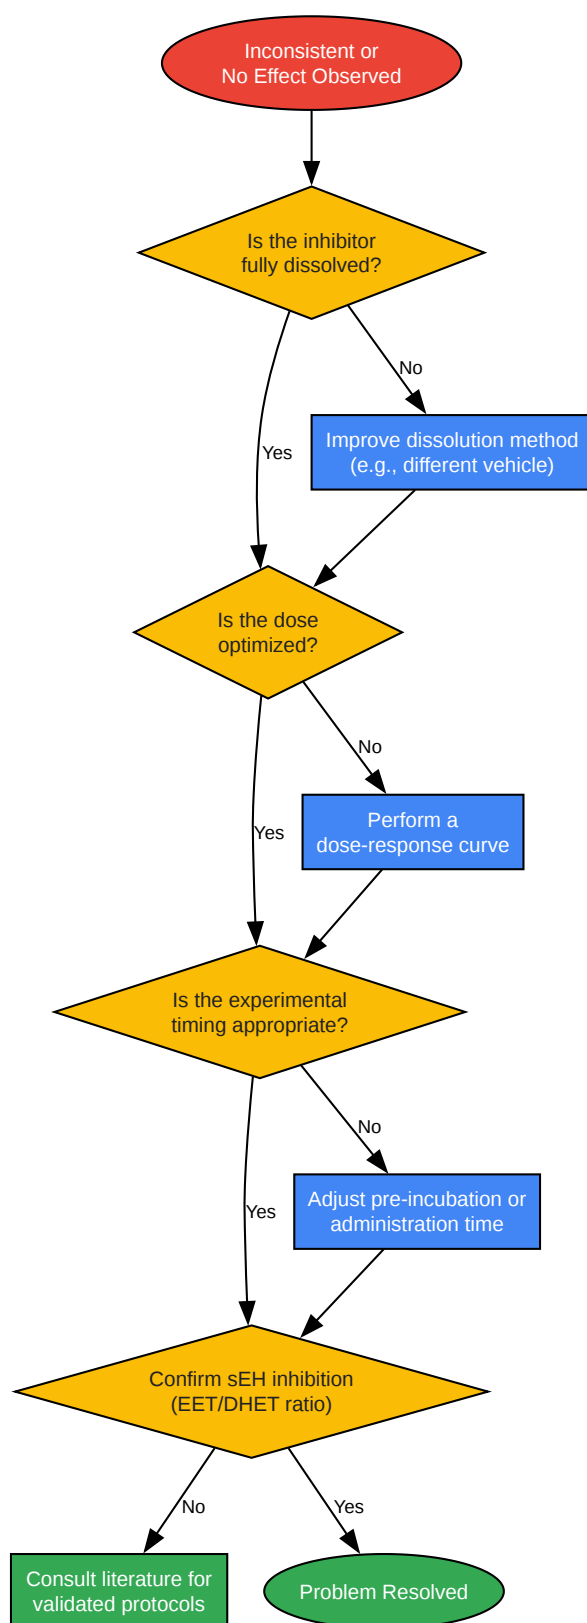 Inconsistent or
No Effect Observed
Is the inhibitor
fully dissolved?
No
Improve dissolution method
(e.g., different vehicle)
Yes
Is the dose
optimized?
No
Perform a
dose-response curve
Yes
Is the experimental
timing appropriate?
No
Adjust pre-incubation or
administration time
Yes
Confirm sEH inhibition
(EET/DHET ratio)
No
Yes
Consult literature for
validated protocols
Problem Resolved